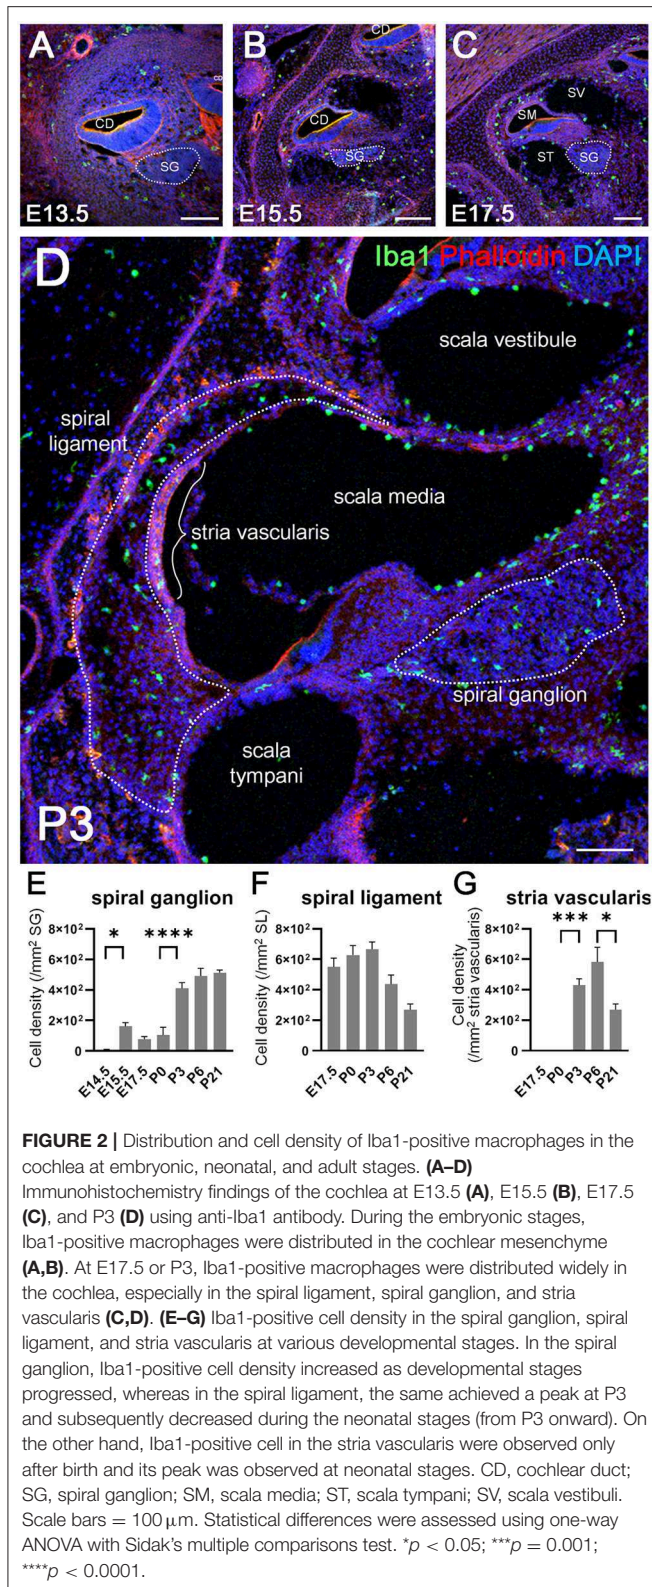 A
CD
CD
SG
E13.5
B
CD
CD
SG
E15.5
C
SV
SM
ST
SG
E17.5
D
Iba1 Phalloidin DAPI
scala vestibule
spiral
ligament
scala media
stria vascularis
spiral ganglion
scala
tympani
P3
E spiral ganglion
Cell density (/mm² SG)
8×10²
6×10²
4×10²
2×10²
0
* ****
E14.5 E15.5 E17.5 P0 P3 P6 P21
F spiral ligament
Cell density (/mm² SL)
8×10²
6×10²
4×10²
2×10²
0
E17.5 P0 P3 P6 P21
G stria vascularis
Cell density
(/mm² stria vascularis)
8×10²
6×10²
4×10²
2×10²
0
*** *
E17.5 P0 P3 P6 P21
FIGURE 2 | Distribution and cell density of Iba1-positive macrophages in the
cochlea at embryonic, neonatal, and adult stages. (A–D)
Immunohistochemistry findings of the cochlea at E13.5 (A), E15.5 (B), E17.5
(C), and P3 (D) using anti-Iba1 antibody. During the embryonic stages,
Iba1-positive macrophages were distributed in the cochlear mesenchyme
(A,B). At E17.5 or P3, Iba1-positive macrophages were distributed widely in
the cochlea, especially in the spiral ligament, spiral ganglion, and stria
vascularis (C,D). (E–G) Iba1-positive cell density in the spiral ganglion, spiral
ligament, and stria vascularis at various developmental stages. In the spiral
ganglion, Iba1-positive cell density increased as developmental stages
progressed, whereas in the spiral ligament, the same achieved a peak at P3
and subsequently decreased during the neonatal stages (from P3 onward). On
the other hand, Iba1-positive cell in the stria vascularis were observed only
after birth and its peak was observed at neonatal stages. CD, cochlear duct;
SG, spiral ganglion; SM, scala media; ST, scala tympani; SV, scala vestibuli.
Scale bars = 100 μm. Statistical differences were assessed using one-way
ANOVA with Sidak's multiple comparisons test. *p < 0.05; ***p = 0.001;
****p < 0.0001.